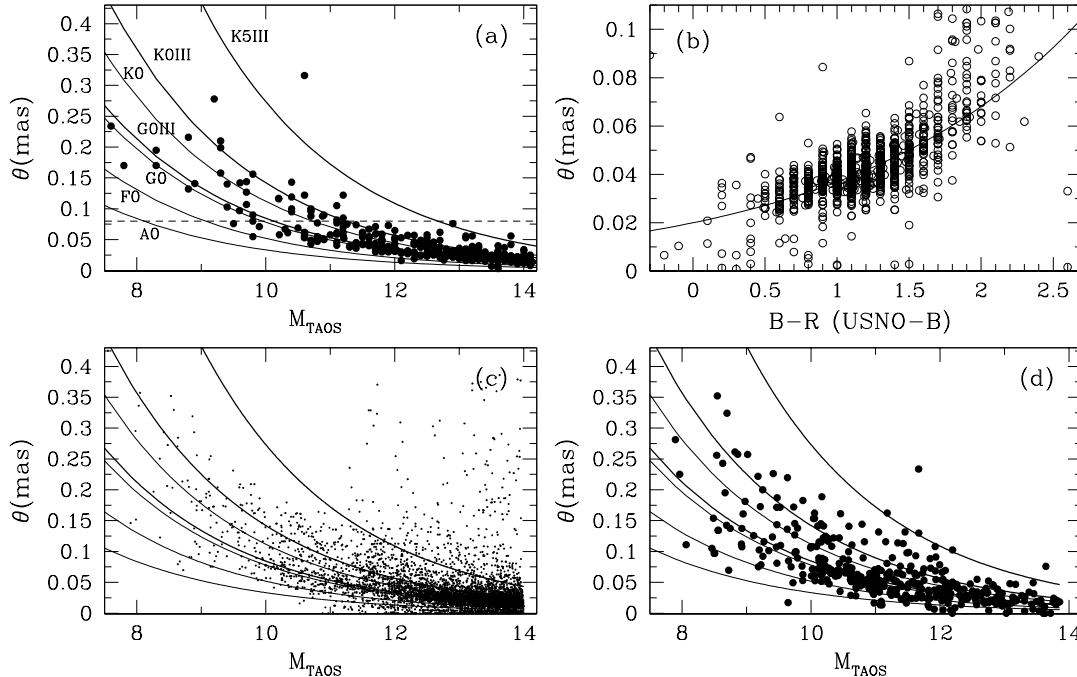 0.4
0.35
0.3
0.25
0.2
0.15
0.1
0.05
0
θ(mas)
K5III
K0III
K0
G0III
G0
F0
A0
(a)
8
10
12
14
M_TAOS
0.1
0.08
0.06
0.04
0.02
0
θ(mas)
(b)
0
0.5
1
1.5
2
2.5
B-R (USNO-B)
0.4
0.35
0.3
0.25
0.2
0.15
0.1
0.05
0
θ(mas)
(c)
8
10
12
14
M_TAOS
0.4
0.35
0.3
0.25
0.2
0.15
0.1
0.05
0
θ(mas)
(d)
8
10
12
14
M_TAOS